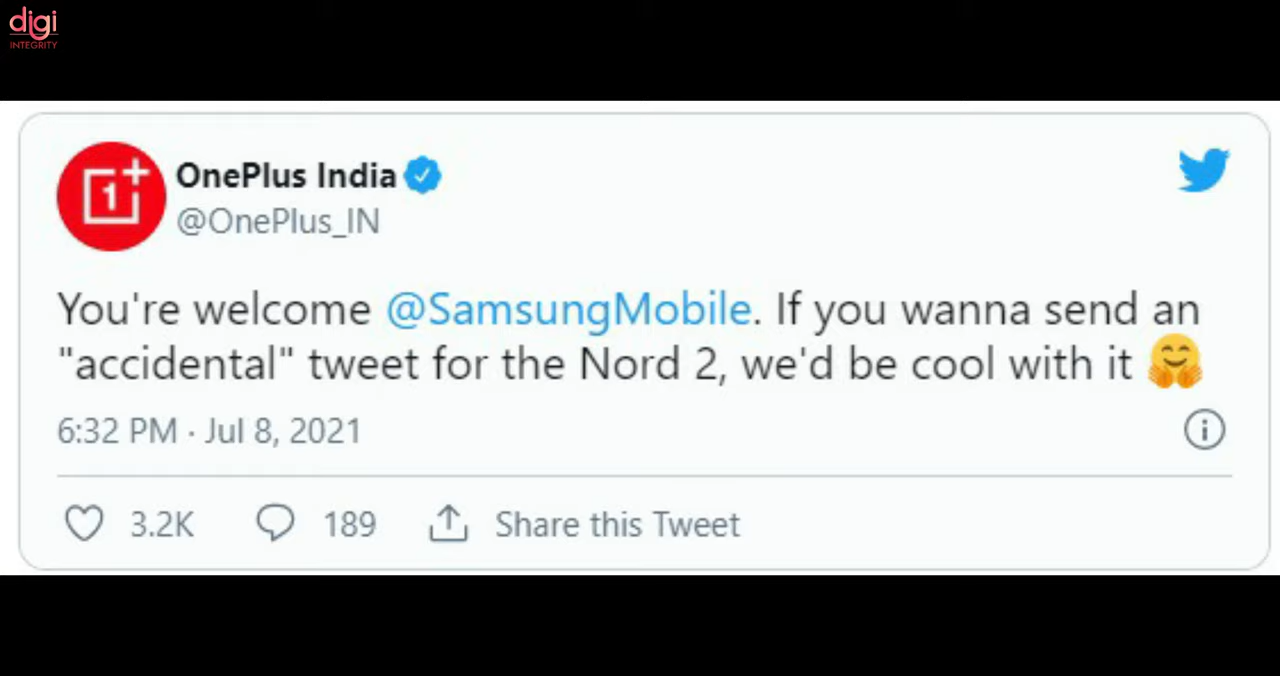 digi
INTEGRITY
OnePlus India
@OnePlus_IN
You're welcome @SamsungMobile. If you wanna send an
"accidental" tweet for the Nord 2, we'd be cool with it 🤗
6:32 PM · Jul 8, 2021
3.2K 189 Share this Tweet